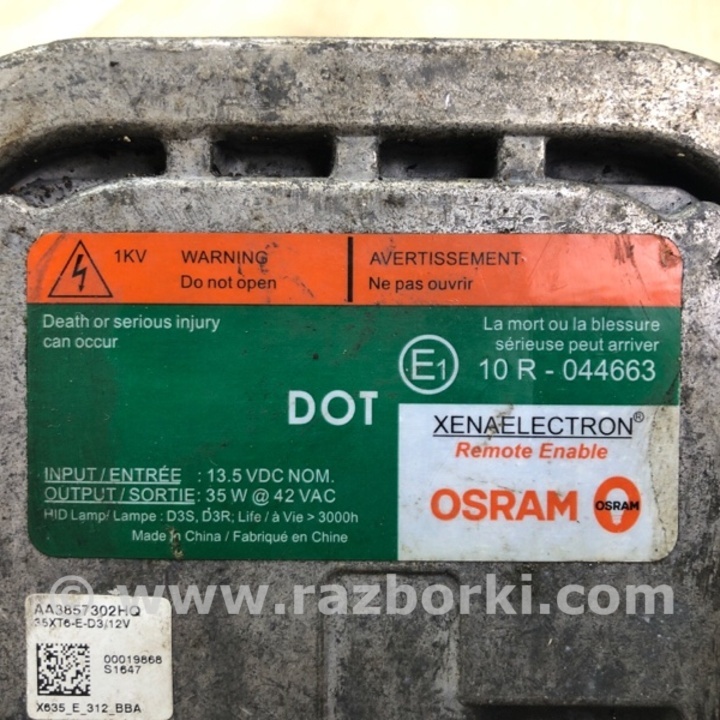 1KV
WARNING
Do not open
AVERTISSEMENT
Ne pas ouvrir
Death or serious injury
can occur
La mort ou la blessure
sérieuse peut arriver
E1
10 R - 044663
DOT
XENAELECTRON®
Remote Enable
OSRAM
OSRAM
INPUT/ENTRÉE : 13.5 VDC NOM.
OUTPUT/SORTIE: 35 W @ 42 VAC
HID Lamp/ Lampe : D3S, D3R; Life / à Vie > 3000h
Made in China / Fabriqué en Chine
© www.razborki.com
AA3857302HQ
35XT6-E-D3/12V
00019868
S1647
X635_E_312_BBA